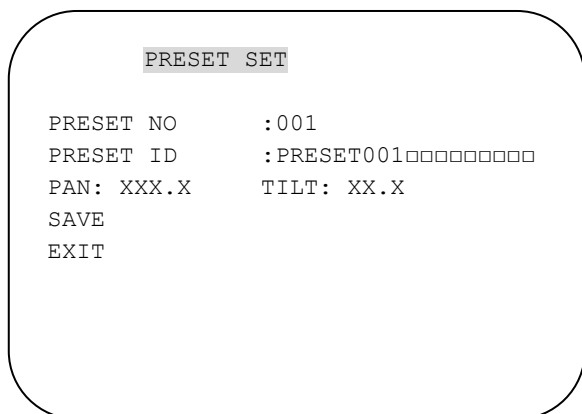 PRESET SET
PRESET NO :001
PRESET ID :PRESET001□□□□□□□□□
PAN: XXX.X TILT: XX.X
SAVE
EXIT